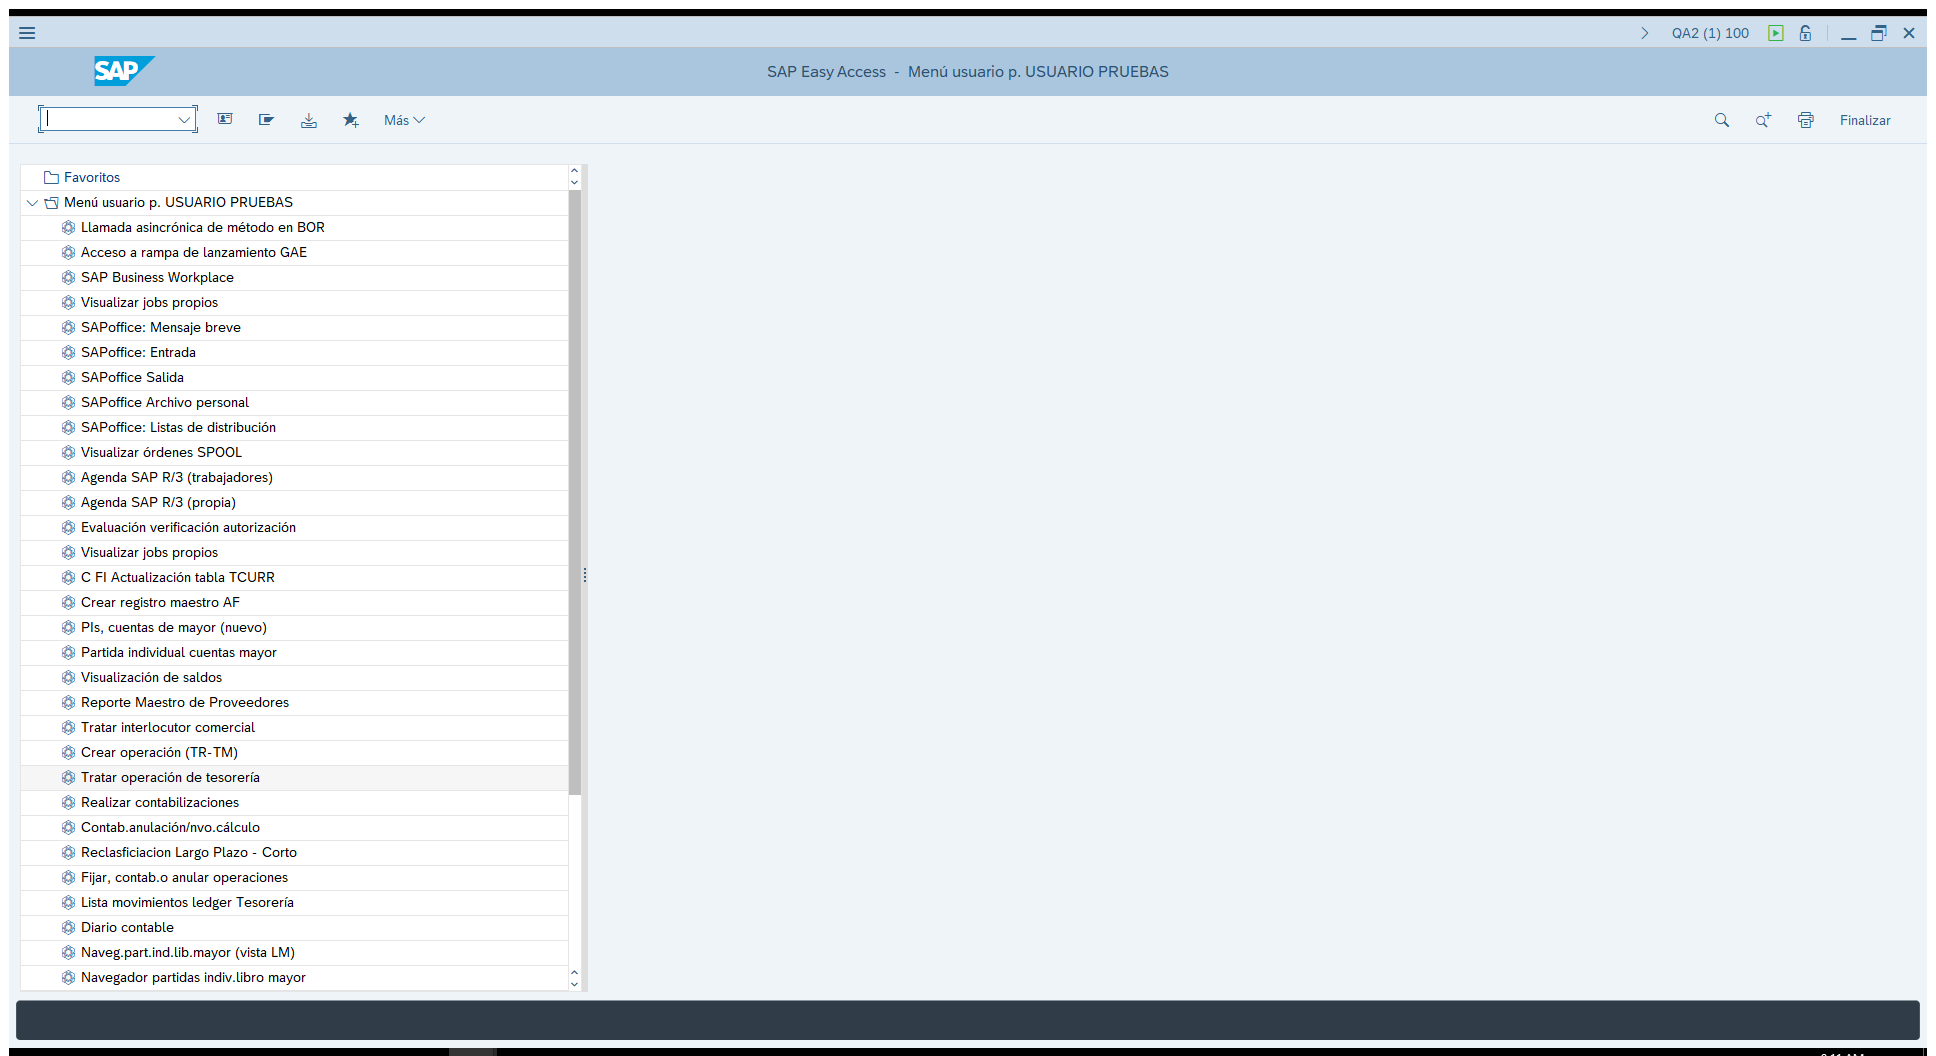 QA2 (1) 100
SAP
SAP Easy Access - Menú usuario p. USUARIO PRUEBAS
Más
Finalizar
Favoritos
Menú usuario p. USUARIO PRUEBAS
Llamada asincrónica de método en BOR
Acceso a rampa de lanzamiento GAE
SAP Business Workplace
Visualizar jobs propios
SAPoffice: Mensaje breve
SAPoffice: Entrada
SAPoffice Salida
SAPoffice Archivo personal
SAPoffice: Listas de distribución
Visualizar órdenes SPOOL
Agenda SAP R/3 (trabajadores)
Agenda SAP R/3 (propia)
Evaluación verificación autorización
Visualizar jobs propios
C FI Actualización tabla TCURR
Crear registro maestro AF
PIs, cuentas de mayor (nuevo)
Partida individual cuentas mayor
Visualización de saldos
Reporte Maestro de Proveedores
Tratar interlocutor comercial
Crear operación (TR-TM)
Tratar operación de tesorería
Realizar contabilizaciones
Contab.anulación/nvo.cálculo
Reclasficiacion Largo Plazo - Corto
Fijar, contab.o anular operaciones
Lista movimientos ledger Tesorería
Diario contable
Naveg.part.ind.lib.mayor (vista LM)
Navegador partidas indiv.libro mayor